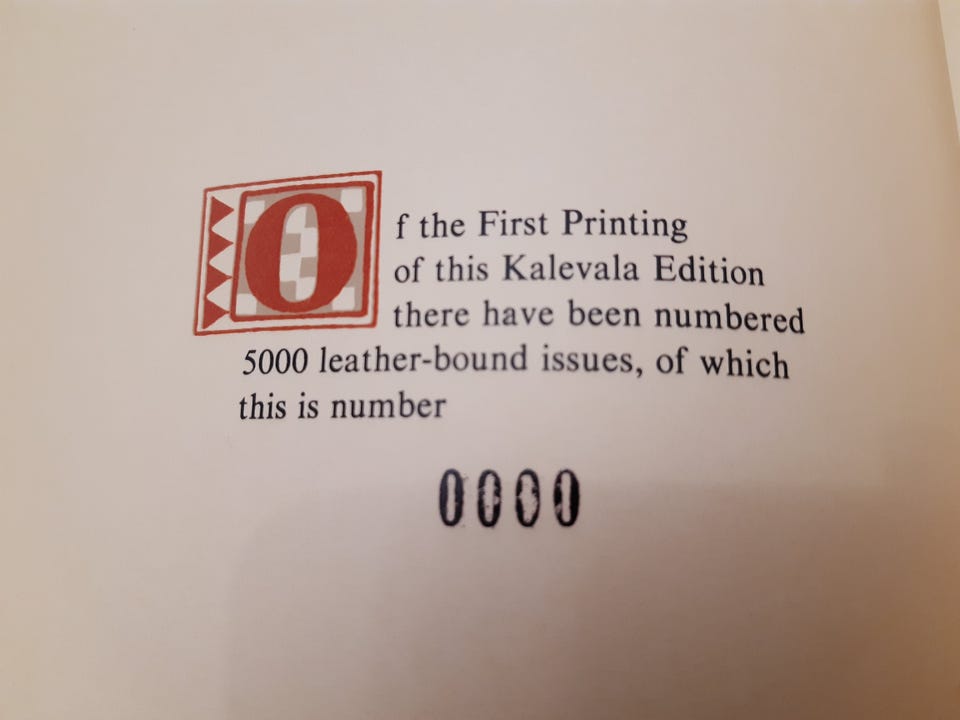 Of the First Printing
of this Kalevala Edition
there have been numbered
5000 leather-bound issues, of which
this is number
0000